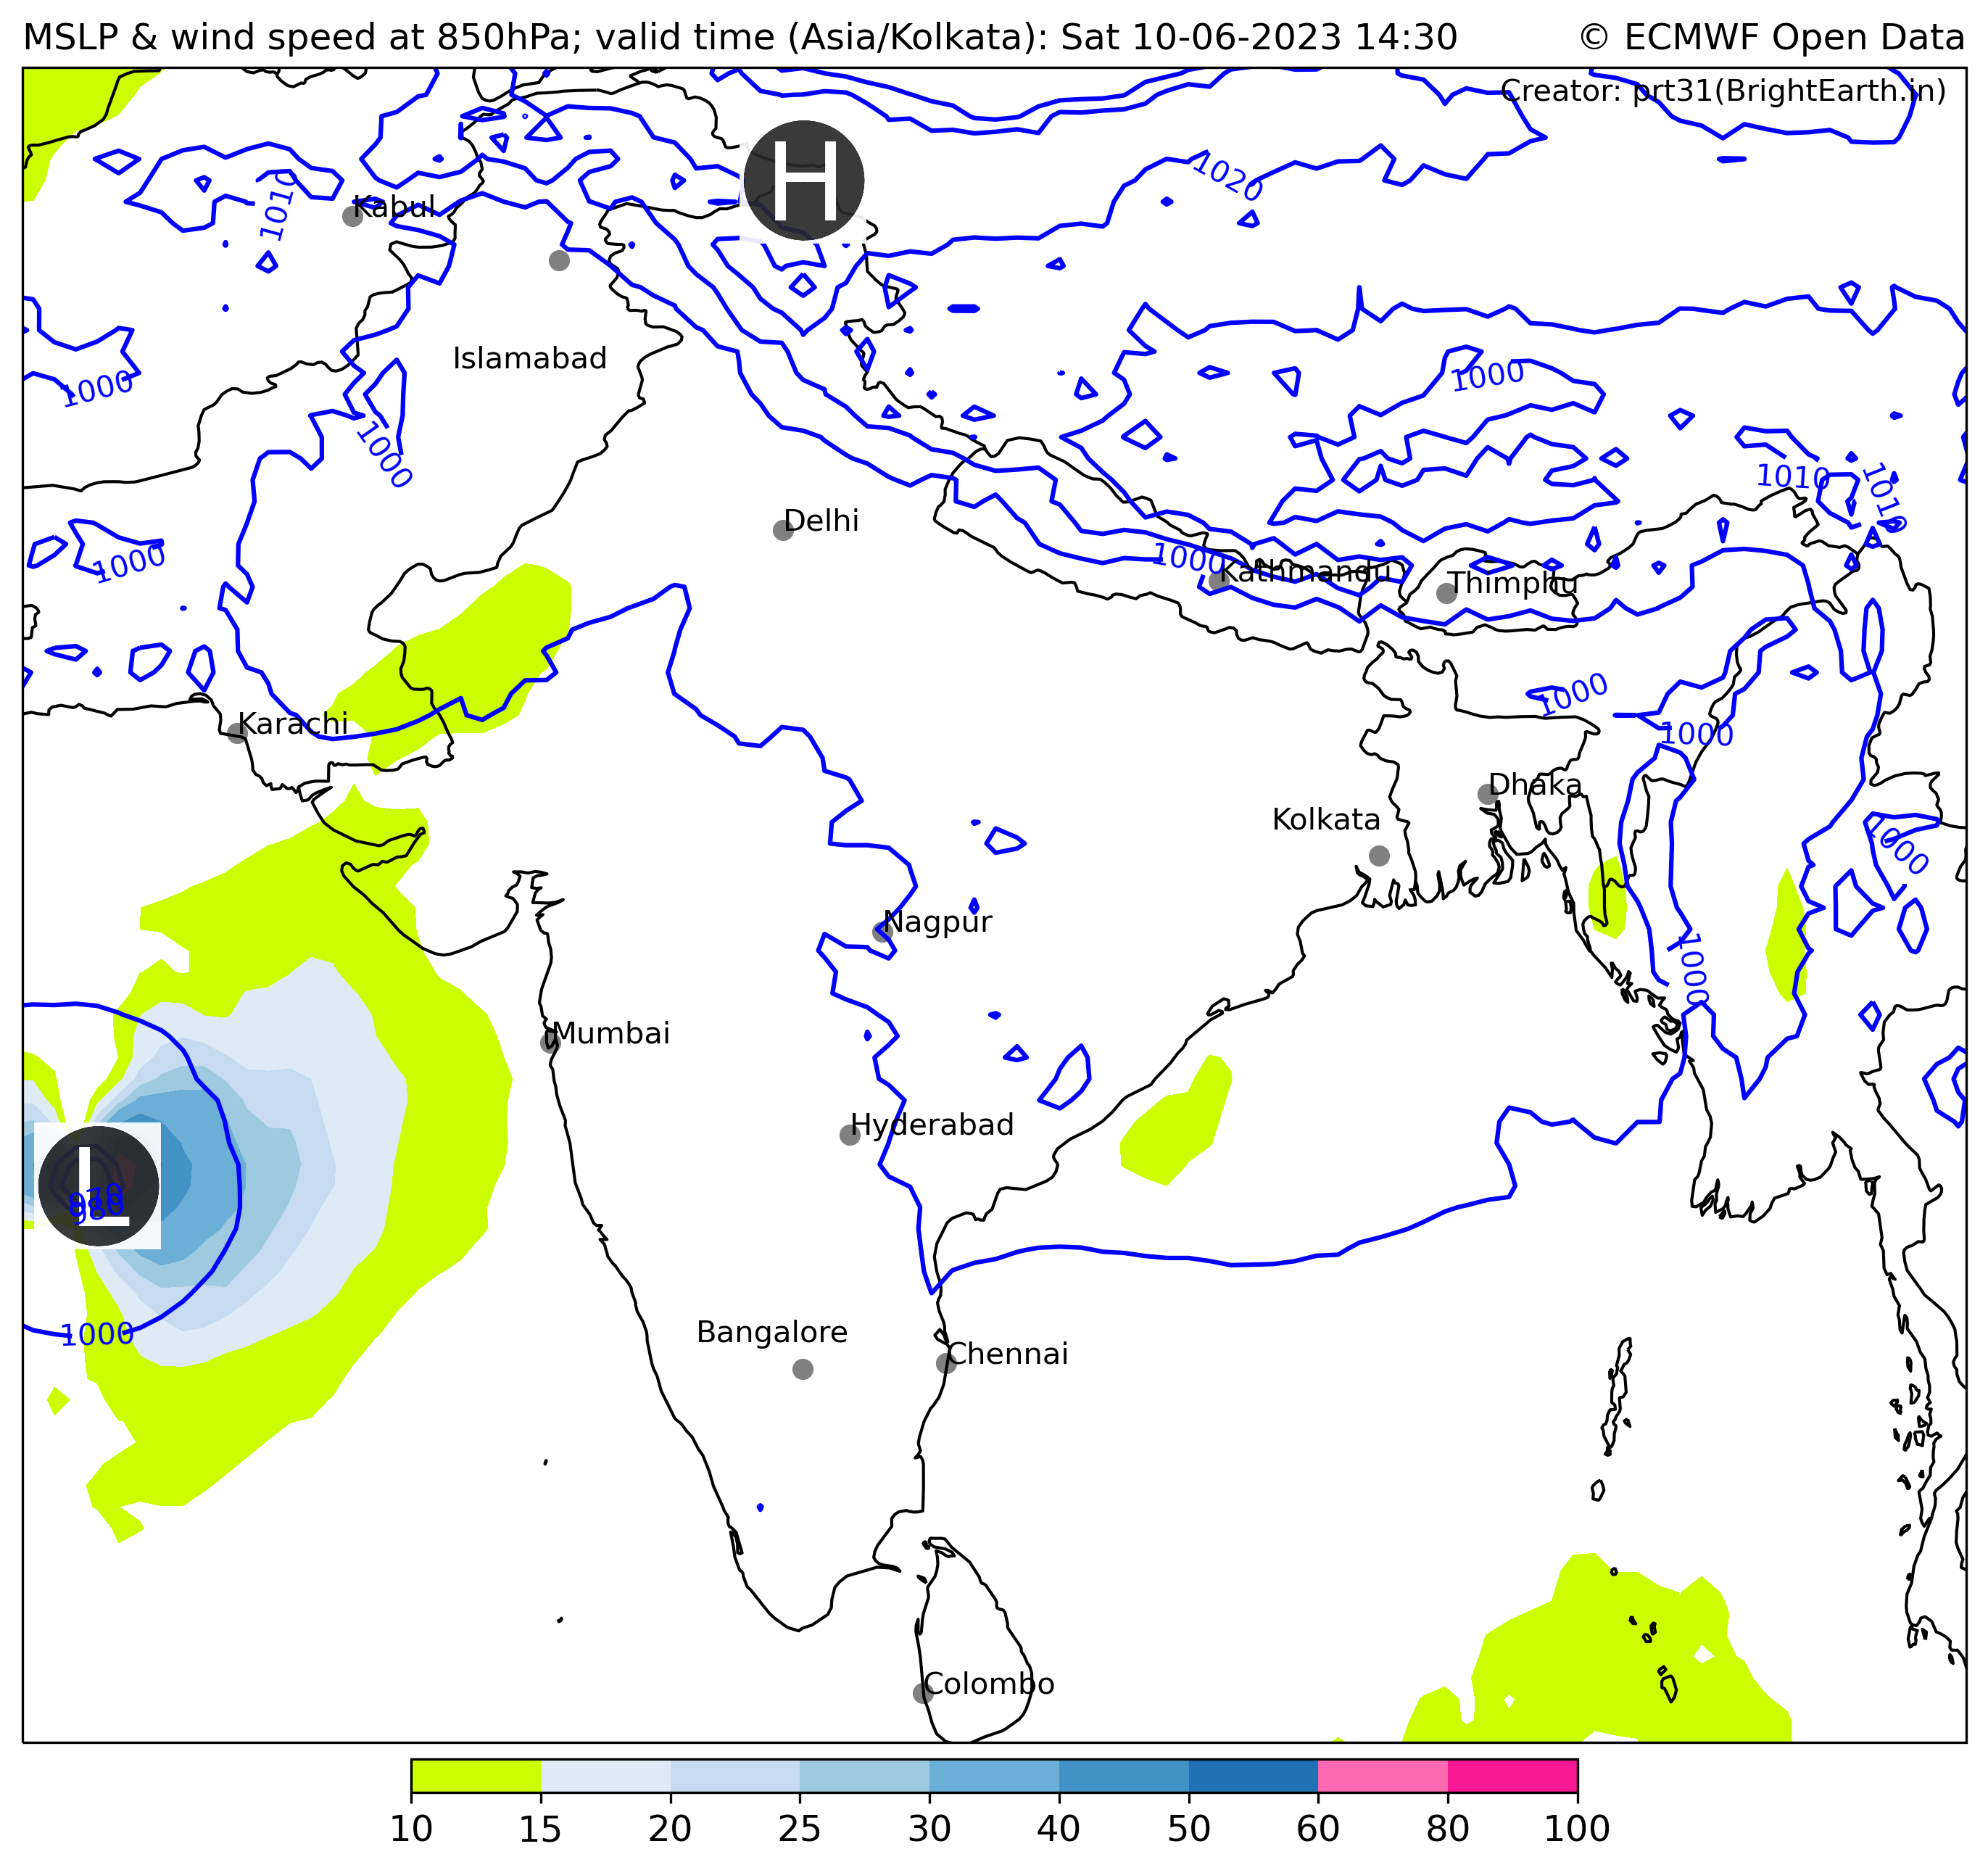 MSLP & wind speed at 850hPa; valid time (Asia/Kolkata): Sat 10-06-2023 14:30
© ECMWF Open Data
Creator: prt31(BrightEarth.in)
H
1020
1010
Kabul
Islamabad
1000
1000
1000
1010
1010
Delhi
1000
1000
Kathmandu
Thimphu
1000
Karachi
1000
Dhaka
Kolkata
1000
Nagpur
1000
Mumbai
Hyderabad
L
970
980
1000
Bangalore
Chennai
Colombo
10 15 20 25 30 40 50 60 80 100